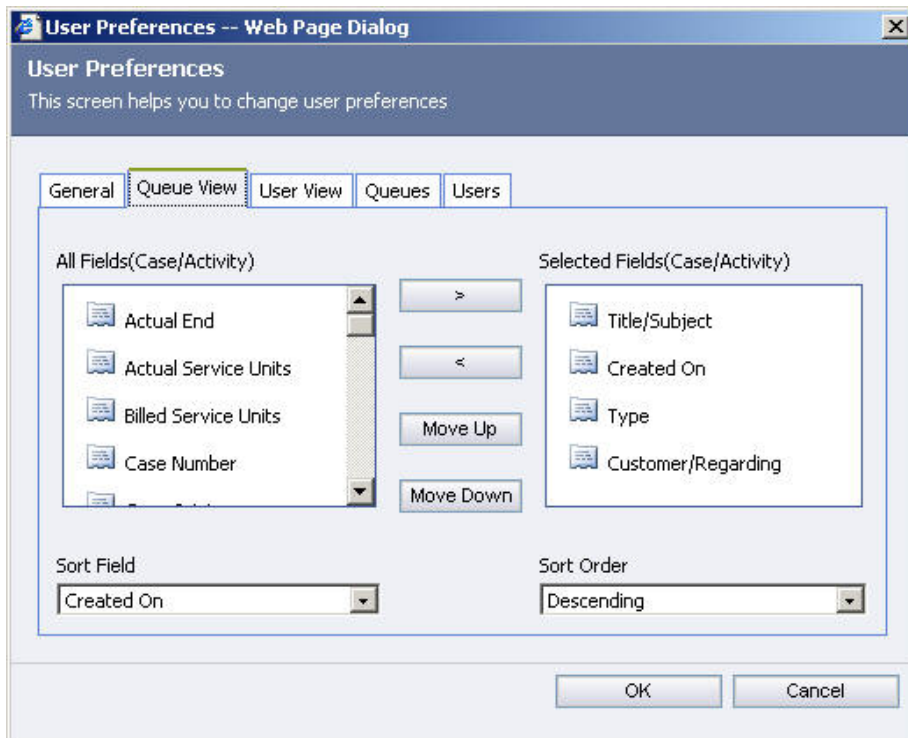 User Preferences -- Web Page Dialog
User Preferences
This screen helps you to change user preferences
General Queue View User View Queues Users
All Fields(Case/Activity) Selected Fields(Case/Activity)
Actual End > Title/Subject
Actual Service Units < Created On
Billed Service Units Move Up Type
Case Number Customer/Regarding
Move Down
Sort Field Sort Order
Created On Descending
OK Cancel